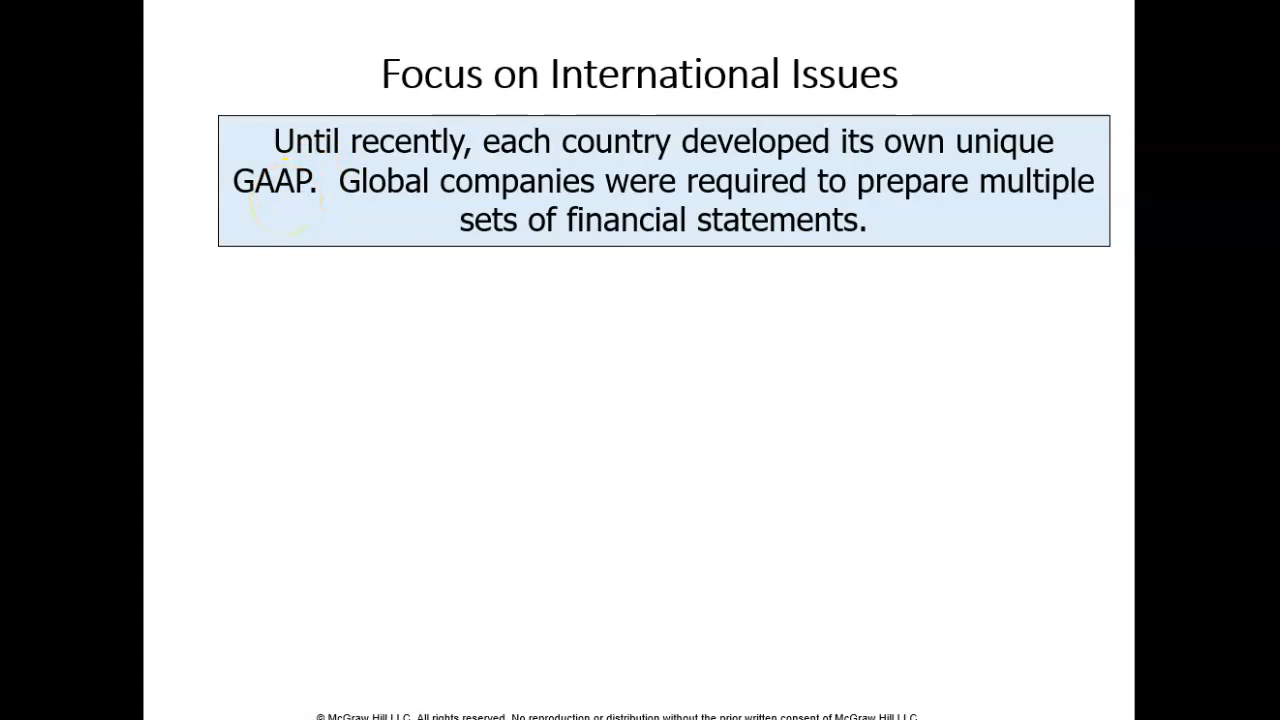 Focus on International Issues
Until recently, each country developed its own unique
GAAP. Global companies were required to prepare multiple
sets of financial statements.
© McGraw Hill LLC. All rights reserved. No reproduction or distribution without the prior written consent of McGraw Hill LLC.